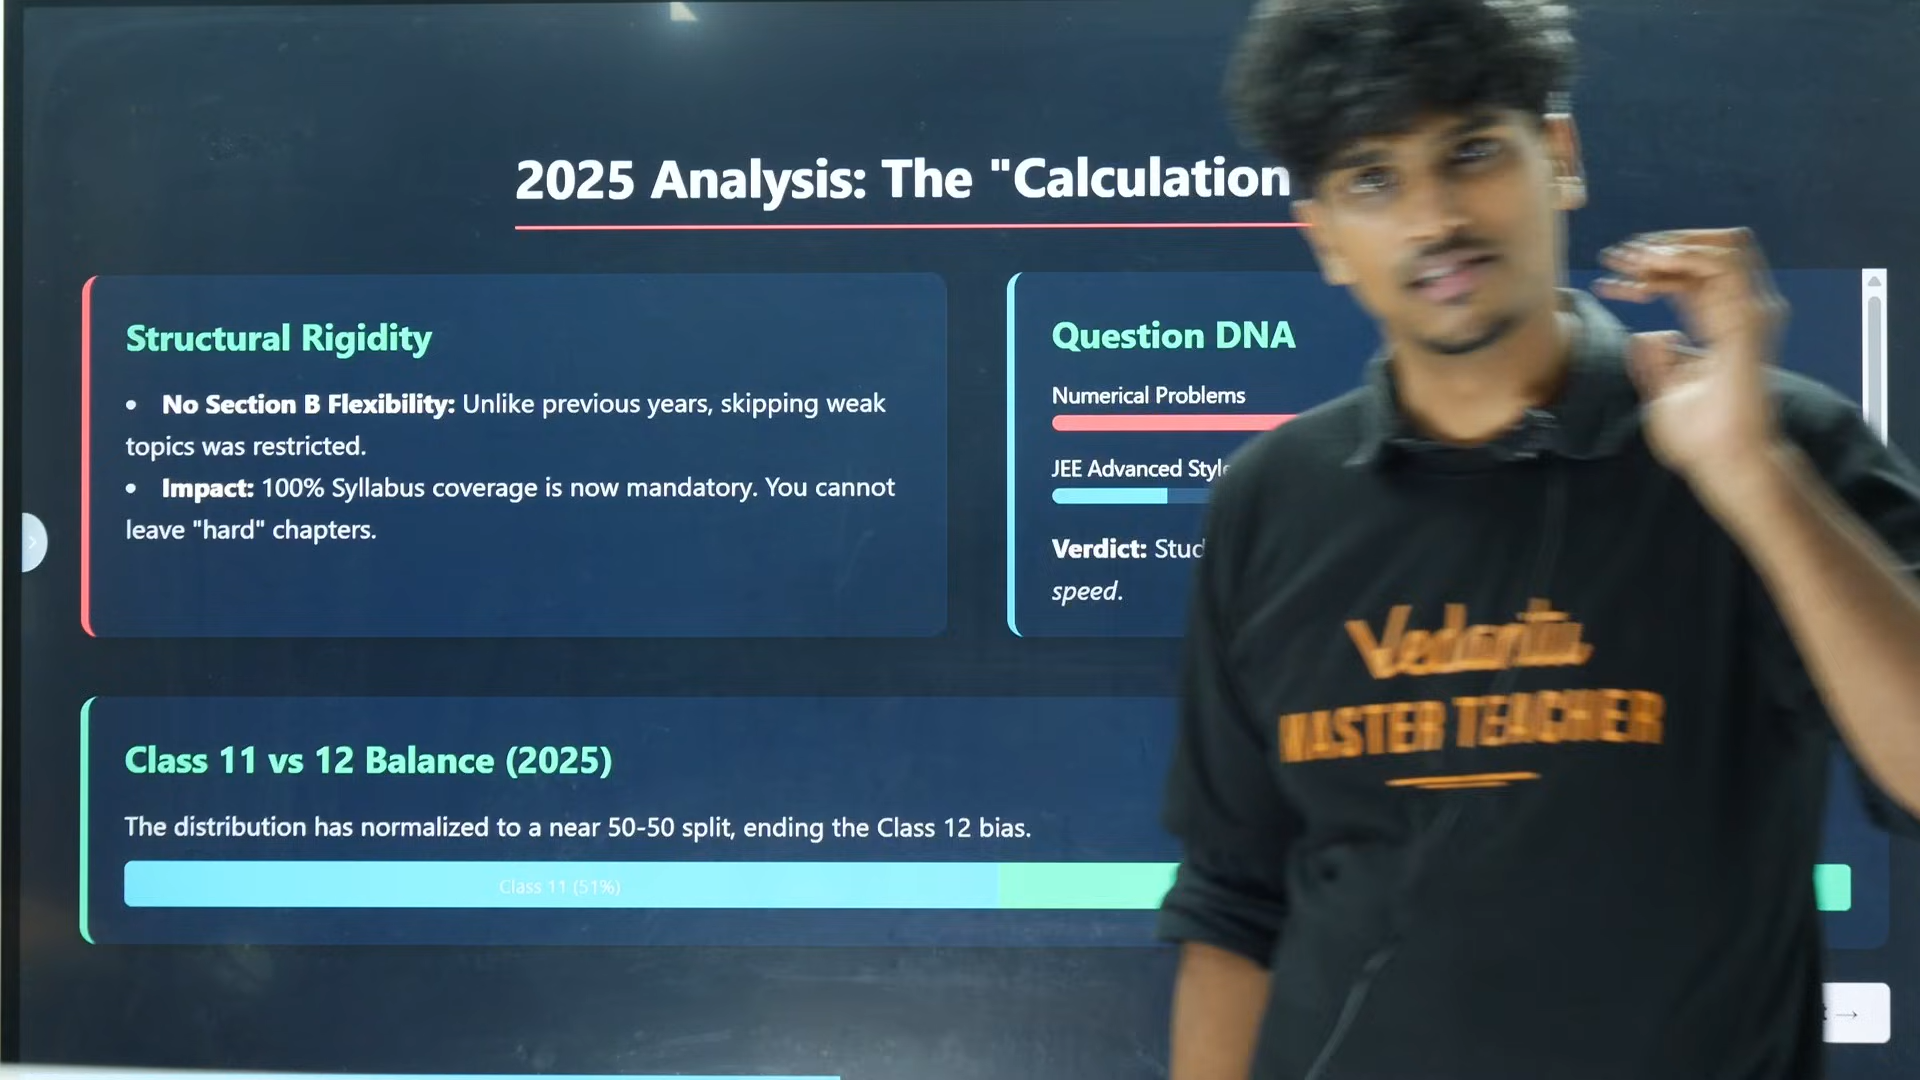 2025 Analysis: The "Calculation
Structural Rigidity
• No Section B Flexibility: Unlike previous years, skipping weak
topics was restricted.
• Impact: 100% Syllabus coverage is now mandatory. You cannot
leave "hard" chapters.
Question DNA
Numerical Problems
JEE Advanced Style
Verdict:
speed.
Class 11 vs 12 Balance (2025)
The distribution has normalized to a near 50-50 split, ending the Class 12 bias.
Class 11 (51%)
→
Vedantu
MASTER TEACHER